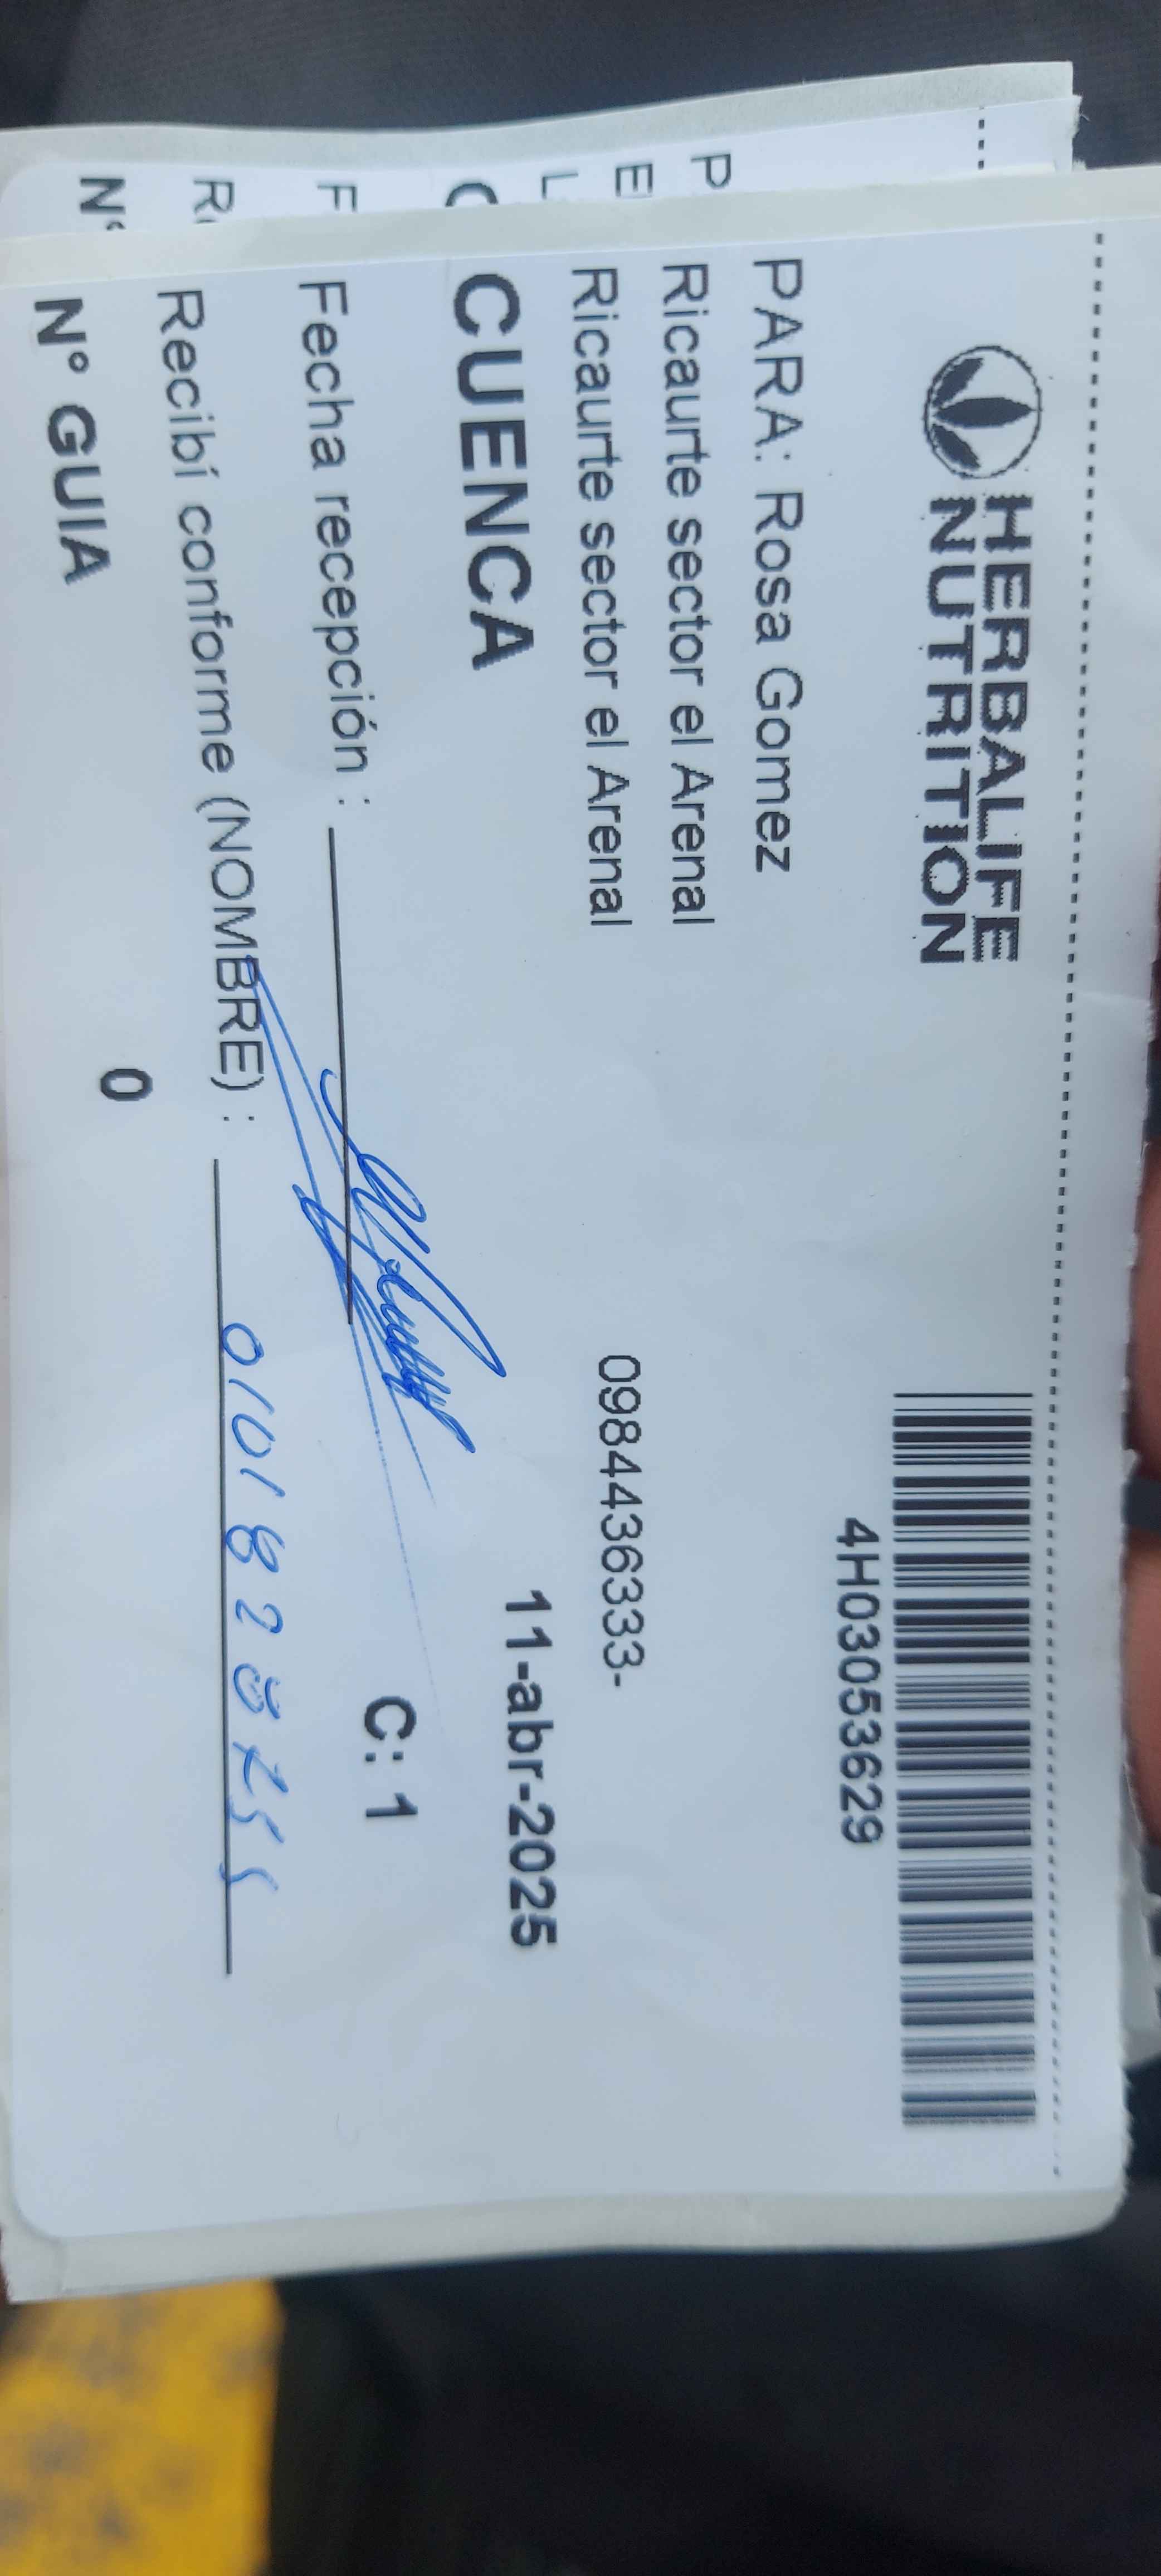 HERBALIFE
NUTRITION
4H03053629
PARA: Rosa Gomez
Ricaurte sector el Arenal
Ricaurte sector el Arenal
0984436333-
CUENCA
11-abr-2025
C: 1
Fecha recepción :
Recibí conforme (NOMBRE) :
N° GUIA
0